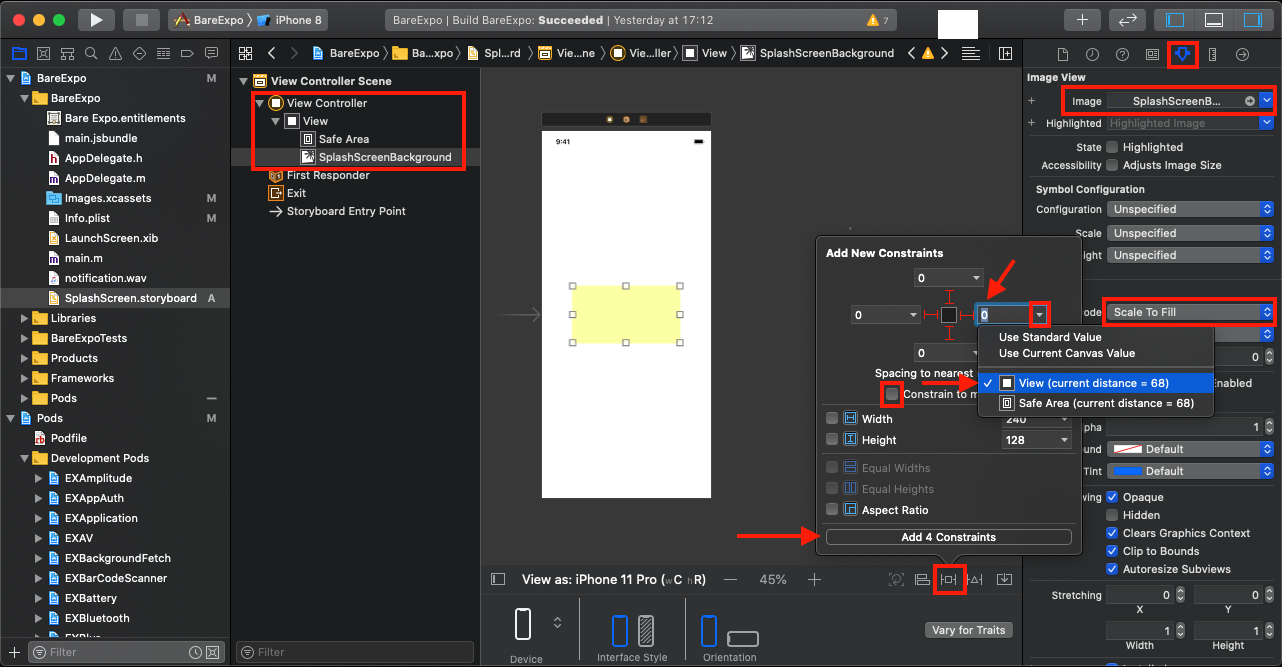 BareExpo iPhone 8
BareExpo | Build BareExpo: Succeeded | Yesterday at 17:12
7
BareExpo
Ba...xpo
Spl...rd
Vie...ne
Vie...ller
View
SplashScreenBackground
BareExpo M
BareExpo
Bare Expo.entitlements
main.jsbundle
AppDelegate.h
AppDelegate.m
Images.xcassets M
Info.plist M
LaunchScreen.xib
main.m
notification.wav
SplashScreen.storyboard A
Libraries
BareExpoTests
Products
Frameworks
Pods
Pods M
Podfile
Development Pods
EXAmplitude
EXAppAuth
EXApplication
EXAV
EXBackgroundFetch
EXBarCodeScanner
EXBattery
EXBluetooth
Filter
View Controller Scene
View Controller
View
Safe Area
SplashScreenBackground
First Responder
Exit
Storyboard Entry Point
Filter
9:41
Add New Constraints
0
0
0
0
Use Standard Value
Use Current Canvas Value
View (current distance = 68)
Safe Area (current distance = 68)
Spacing to nearest
Constrain to m
Width 240
Height 128
Equal Widths
Equal Heights
Aspect Ratio
Add 4 Constraints
View as: iPhone 11 Pro (wC hR)
45%
Vary for Traits
Device
Interface Style
Orientation
Image View
Image SplashScreenB...
Highlighted Highlighted Image
State Highlighted
Accessibility Adjusts Image Size
Symbol Configuration
Configuration Unspecified
Scale Unspecified
ght Unspecified
ode Scale To Fill
0
nabled
pha 1
und Default
Tint Default
wing Opaque
Hidden
Clears Graphics Context
Clip to Bounds
Autoresize Subviews
Stretching 0 0
X Y
1 1
Width Height